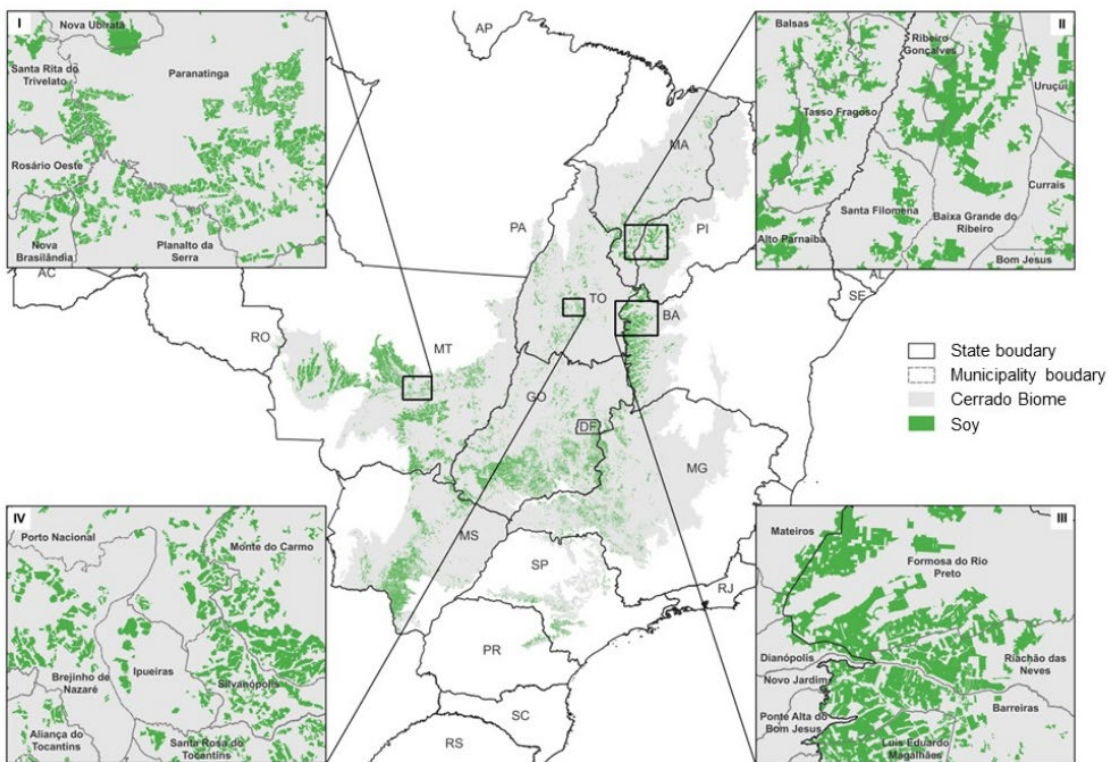 I
Nova Ubiratã
Santa Rita do
Trivelato
Paranatinga
Rosário Oeste
Nova
Brasilândia
Planalto da
Serra
II
Balsas
Ribeiro
Gonçalves
Uruçuí
Tasso Fragoso
Currais
Santa Filomena
Baixa Grande do
Ribeiro
Alto Parnaíba
Bom Jesus
AP
MA
PA
PI
AC
AL
SE
TO
BA
RO
MT
GO
DF
MG
MS
SP
RJ
PR
SC
RS
State boudary
Municipality boudary
Cerrado Biome
Soy
IV
Porto Nacional
Monte do Carmo
Ipueiras
Brejinho de
Nazaré
Silvanópolis
Aliança do
Tocantins
Santa Rosa do
Tocantins
III
Mateiros
Formosa do Rio
Preto
Dianópolis
Riachão das
Neves
Novo Jardim
Barreiras
Ponte Alta do
Bom Jesus
Luis Eduardo
Magalhães